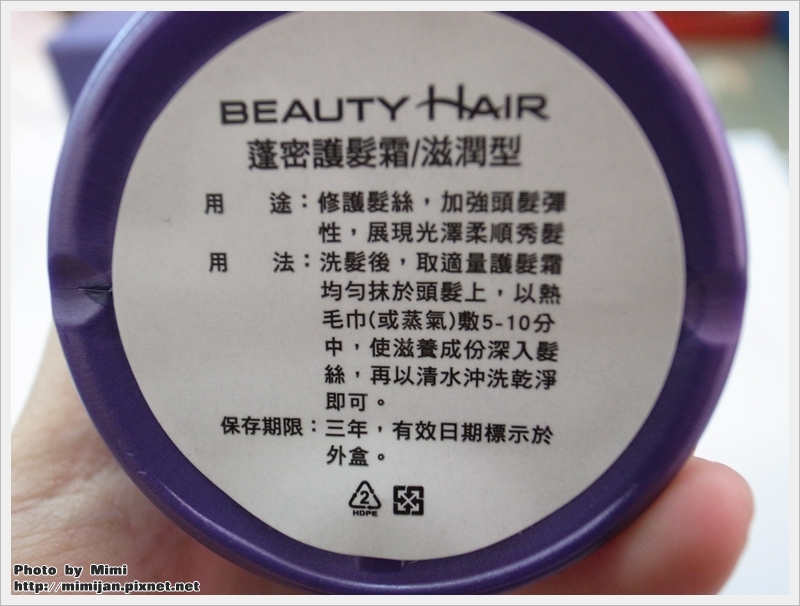 BEAUTY HAIR
蓬密護髮霜/滋潤型
用　途：修護髮絲，加強頭髮彈
性，展現光澤柔順秀髮
用　法：洗髮後，取適量護髮霜
均勻抹於頭髮上，以熱
毛巾(或蒸氣)敷5-10分
中，使滋養成份深入髮
絲，再以清水沖洗乾淨
即可。
保存期限：三年，有效日期標示於
外盒。
2
HDPE
Photo by Mimi
http://mimijan.pixnet.net